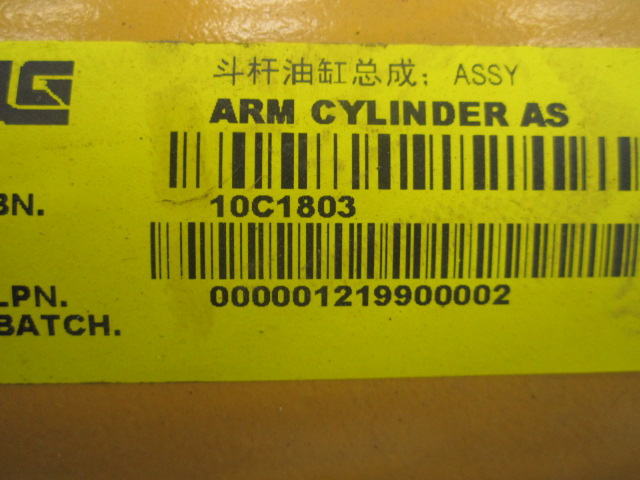 斗杆油缸总成；ASSY
ARM CYLINDER AS
BN.
10C1803
LPN.
000001219900002
BATCH.